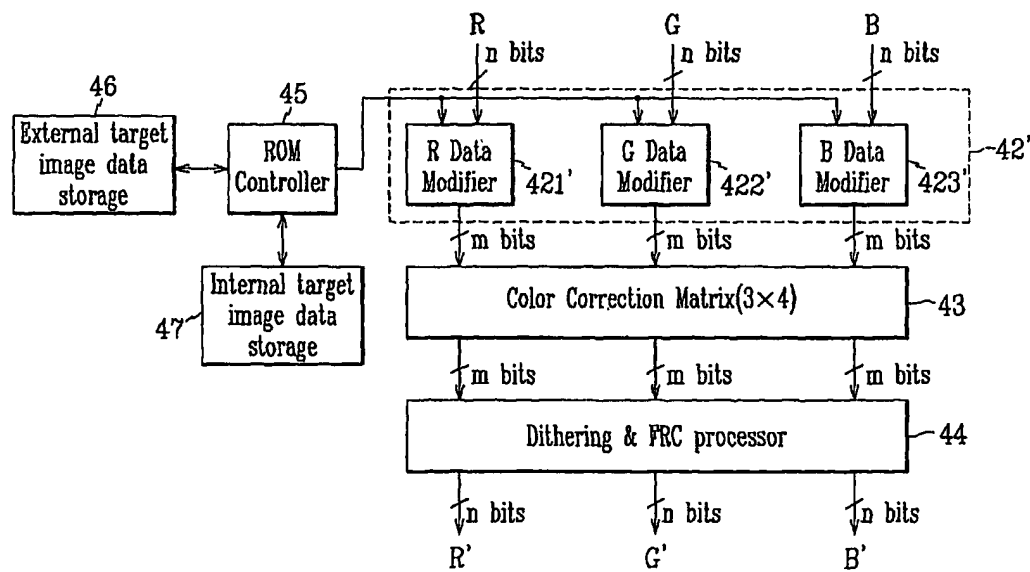 R G B
n bits n bits n bits
46
External target
image data
storage
45
ROM
Controller
R Data
Modifier
421'
G Data
Modifier
422'
B Data
Modifier
423'
42'
m bits m bits m bits
47
Internal target
image data
storage
Color Correction Matrix(3×4)
43
m bits m bits m bits
Dithering & FRC processor
44
n bits n bits n bits
R' G' B'